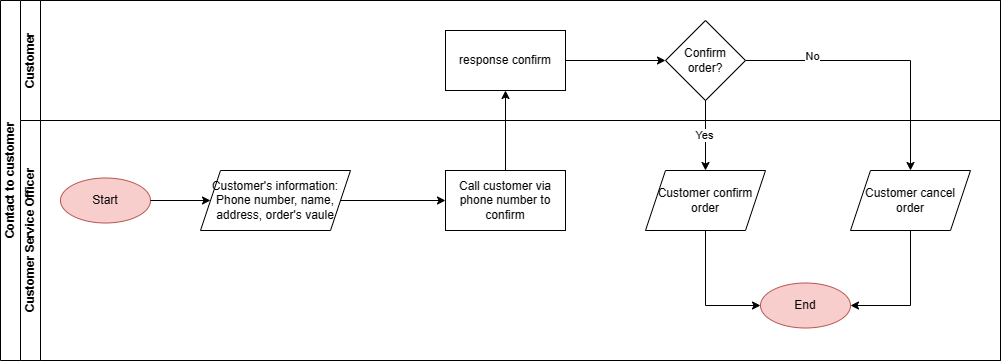 Contact to customer
Customer
response confirm
Confirm
order?
No
Yes
Customer Service Officer
Start
Customer's information:
Phone number, name,
address, order's vaule
Call customer via
phone number to
confirm
Customer confirm
order
Customer cancel
order
End